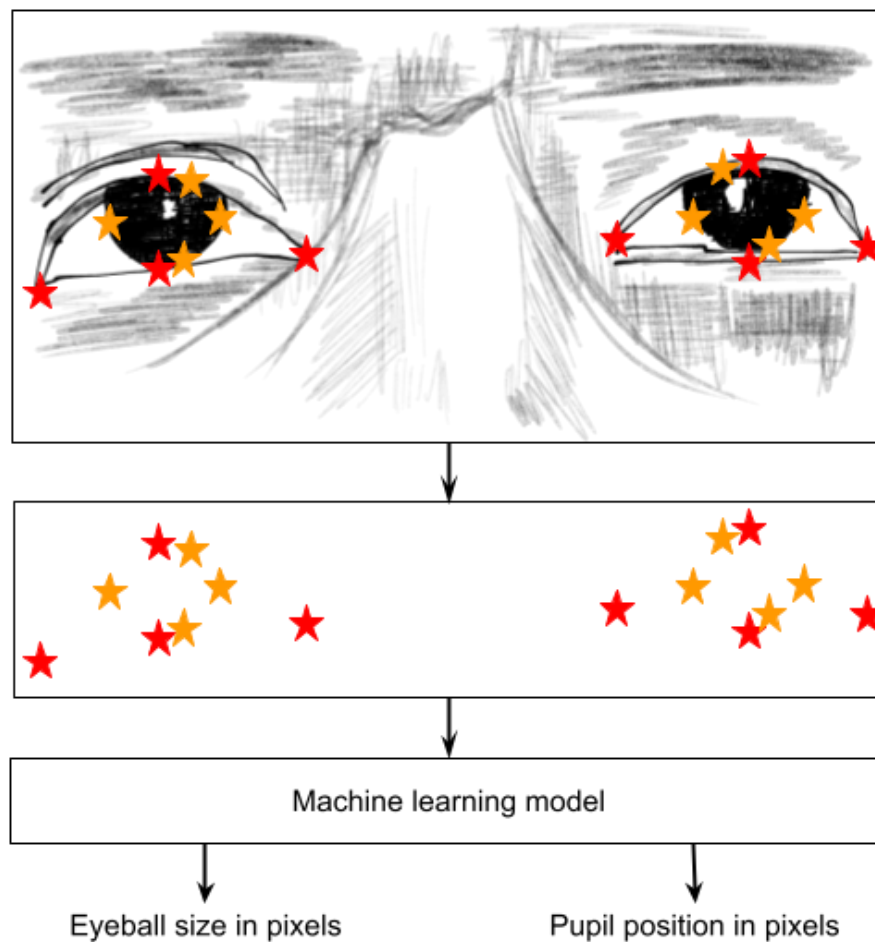 Machine learning model
Eyeball size in pixels
Pupil position in pixels